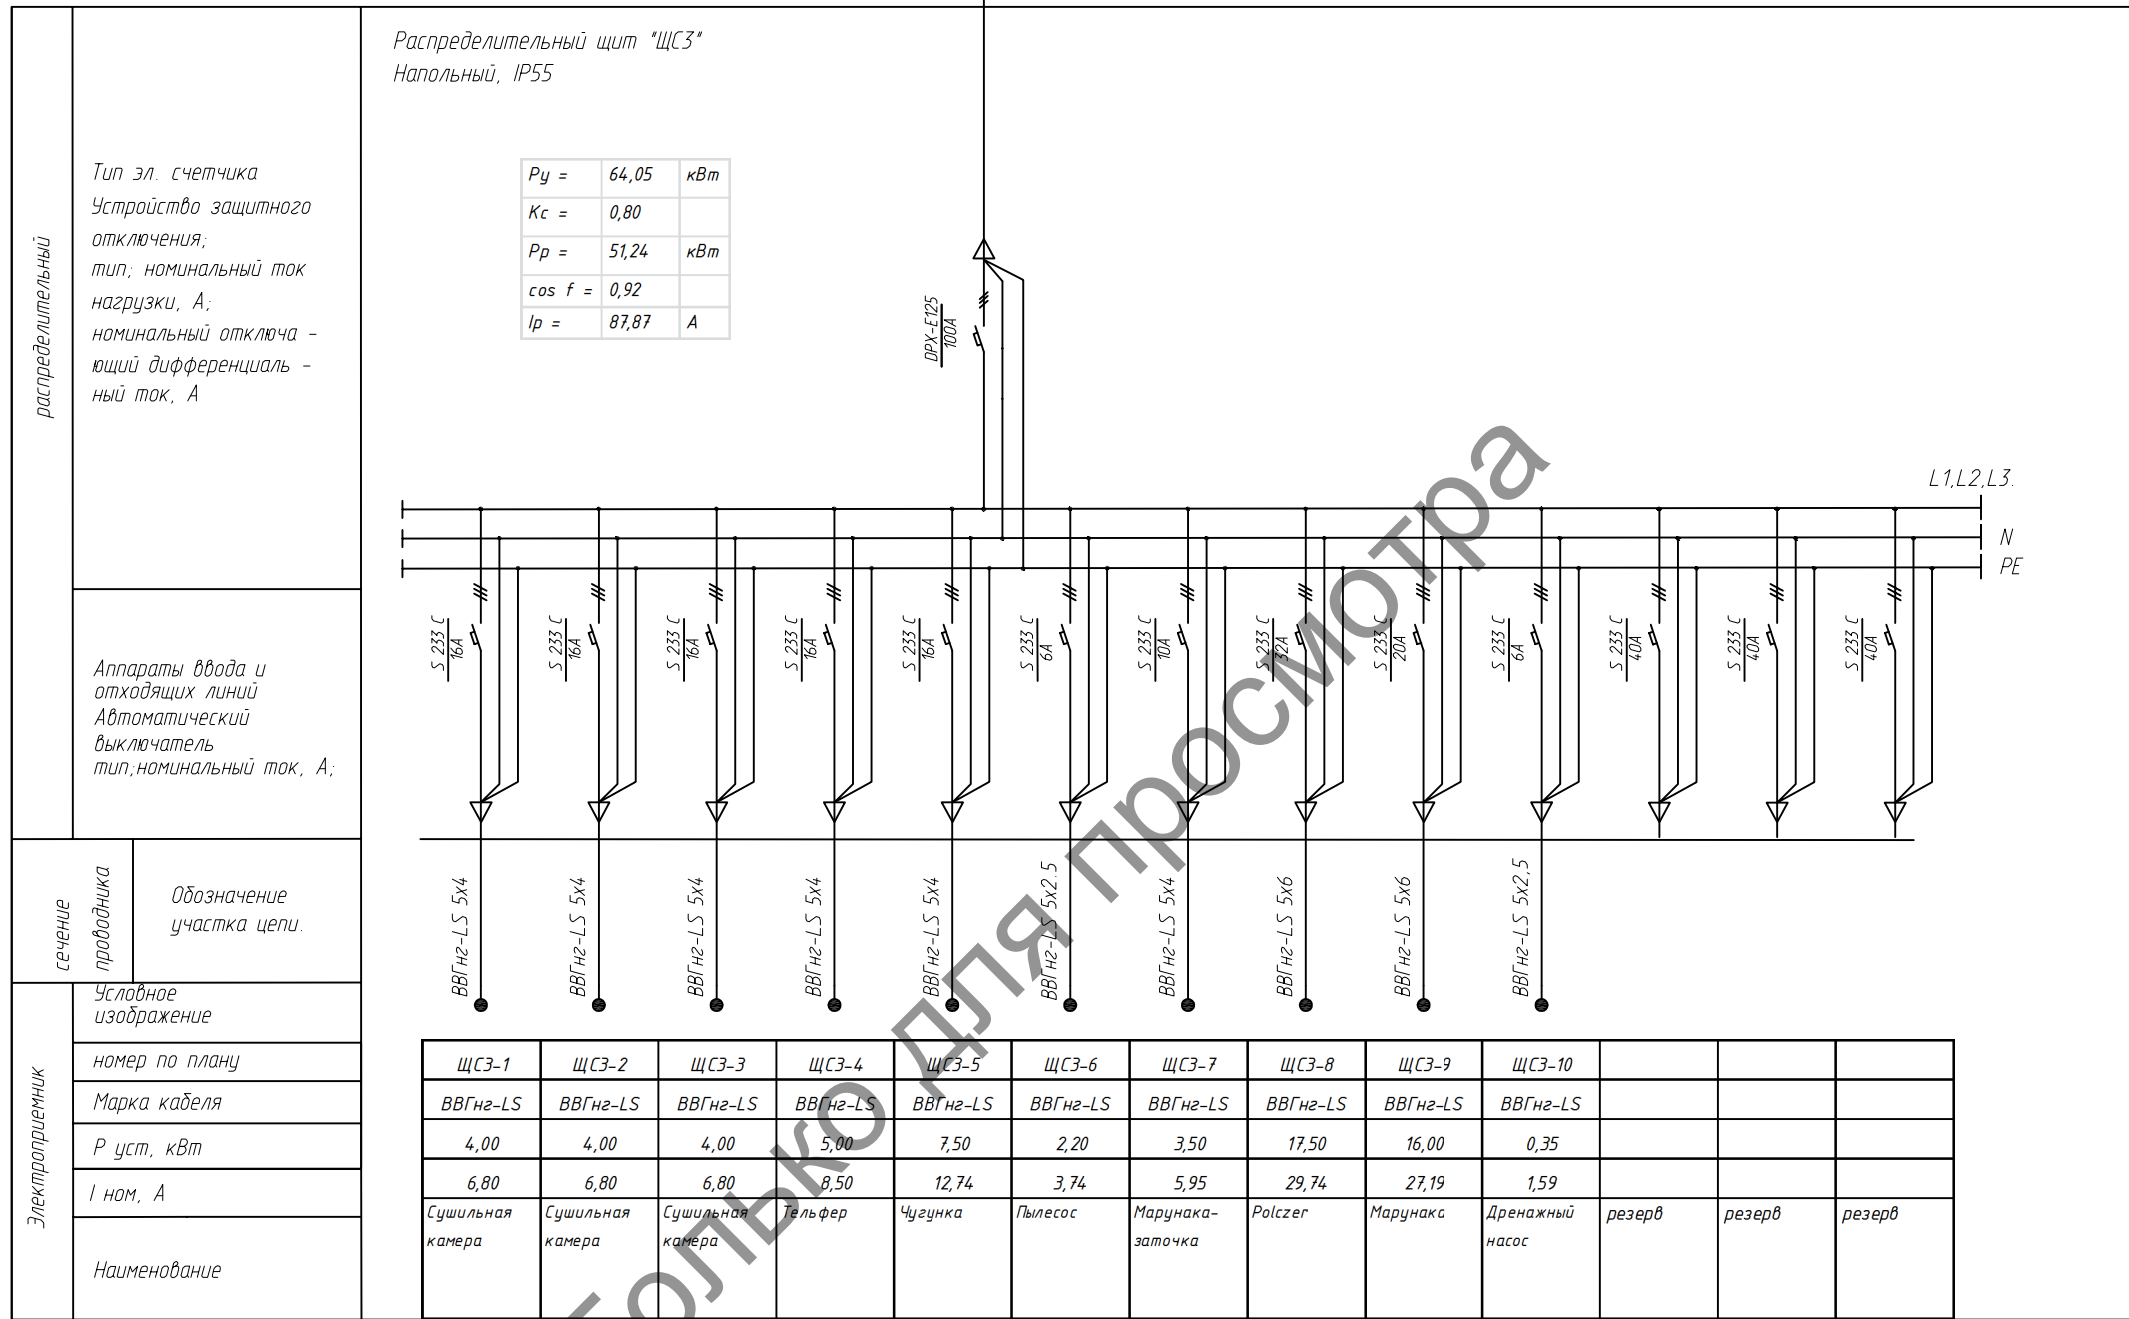 Распределительный щит "ЩС3"
Напольный, IP55
распределительный
Тип эл. счетчика
Устройство защитного
отключения;
тип; номинальный ток
нагрузки, А;
номинальный отключа -
ющий дифференциаль -
ный ток, А
Pу = 64,05 кВт
Kс = 0,80
Pр = 51,24 кВт
cos f = 0,92
Iр = 87,87 А
DPX-E125
100А
L1,L2,L3.
N
PE
Аппараты ввода и
отходящих линий
Автоматический
выключатель
тип;номинальный ток, А;
S 233 C
16А
S 233 C
16А
S 233 C
16А
S 233 C
16А
S 233 C
16А
S 233 C
6А
S 233 C
10А
S 233 C
32А
S 233 C
20А
S 233 C
6А
S 233 C
40А
S 233 C
40А
S 233 C
40А
сечение
проводника
Обозначение
участка цепи.
ВВГнг-LS 5х4
ВВГнг-LS 5х4
ВВГнг-LS 5х4
ВВГнг-LS 5х4
ВВГнг-LS 5х4
ВВГнг-LS 5х2.5
ВВГнг-LS 5х4
ВВГнг-LS 5х6
ВВГнг-LS 5х6
ВВГнг-LS 5х2,5
Электроприемник
Условное
изображение
номер по плану
ЩС3-1 ЩС3-2 ЩС3-3 ЩС3-4 ЩС3-5 ЩС3-6 ЩС3-7 ЩС3-8 ЩС3-9 ЩС3-10
Марка кабеля
ВВГнг-LS ВВГнг-LS ВВГнг-LS ВВГнг-LS ВВГнг-LS ВВГнг-LS ВВГнг-LS ВВГнг-LS ВВГнг-LS ВВГнг-LS
Р уст, кВт
4,00 4,00 4,00 5,00 7,50 2,20 3,50 17,50 16,00 0,35
I ном, А
6,80 6,80 6,80 8,50 12,74 3,74 5,95 29,74 27,19 1,59
Наименование
Сушильная
камера
Сушильная
камера
Сушильная
камера
Тельфер
Чугунка
Пылесос
Марунака-
заточка
Polczer
Марунака
Дренажный
насос
резерв
резерв
резерв
Только для просмотра